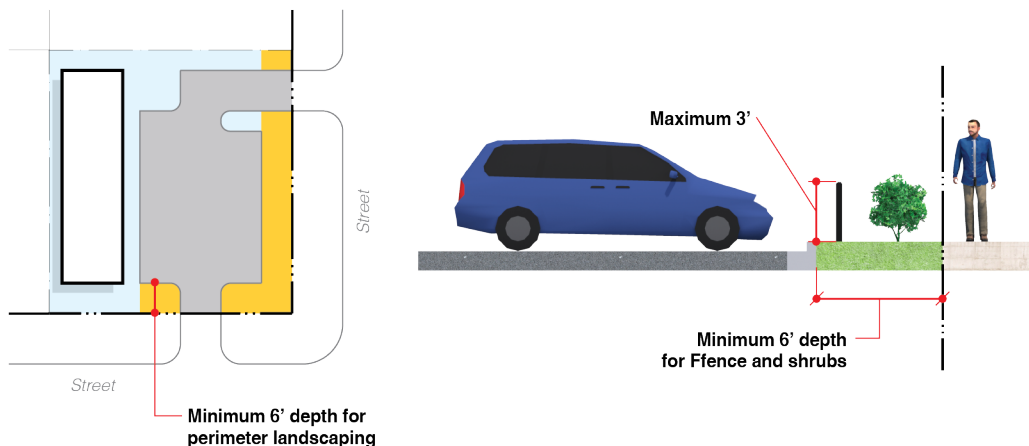 Street
Street
Minimum 6’ depth for
perimeter landscaping
Maximum 3’
Minimum 6’ depth
for Ffence and shrubs